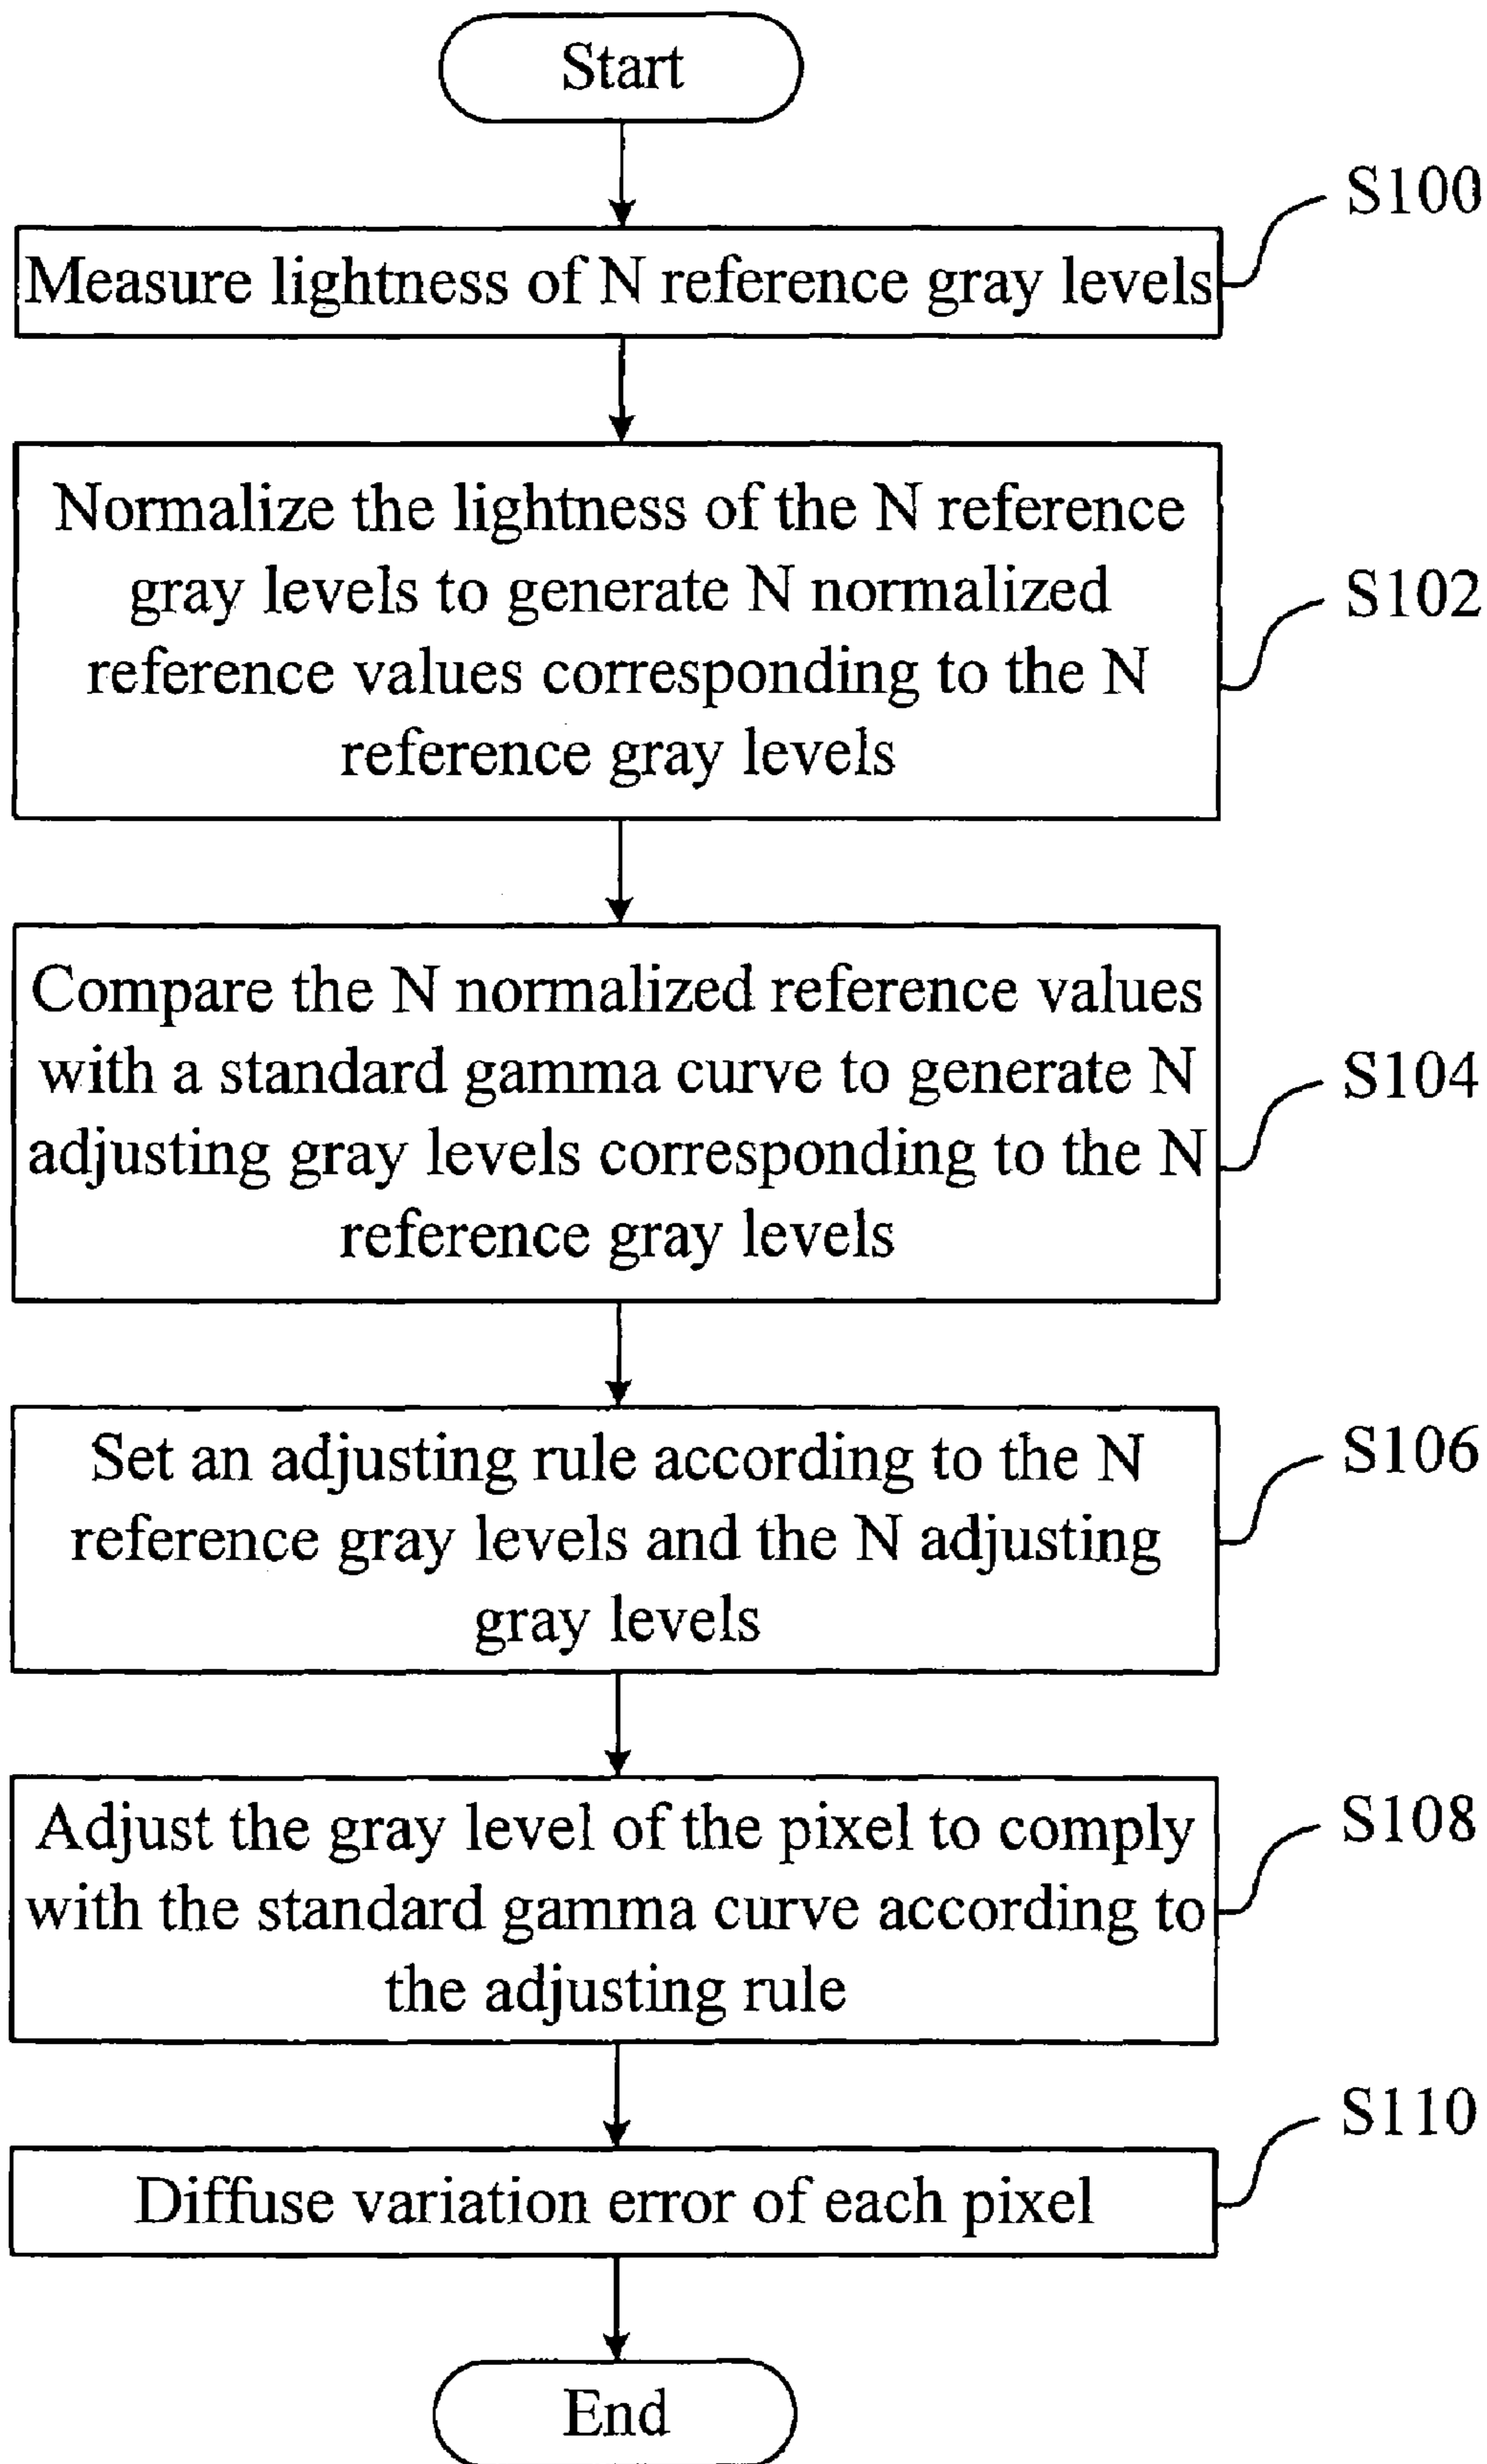 Start
S100
Measure lightness of N reference gray levels
Normalize the lightness of the N reference
gray levels to generate N normalized
S102
reference values corresponding to the N
reference gray levels
Compare the N normalized reference values
with a standard gamma curve to generate N
S104
adjusting gray levels corresponding to the N
reference gray levels
Set an adjusting rule according to the N
S106
reference gray levels and the N adjusting
gray levels
Adjust the gray level of the pixel to comply
S108
with the standard gamma curve according to
the adjusting rule
S110
Diffuse variation error of each pixel
End